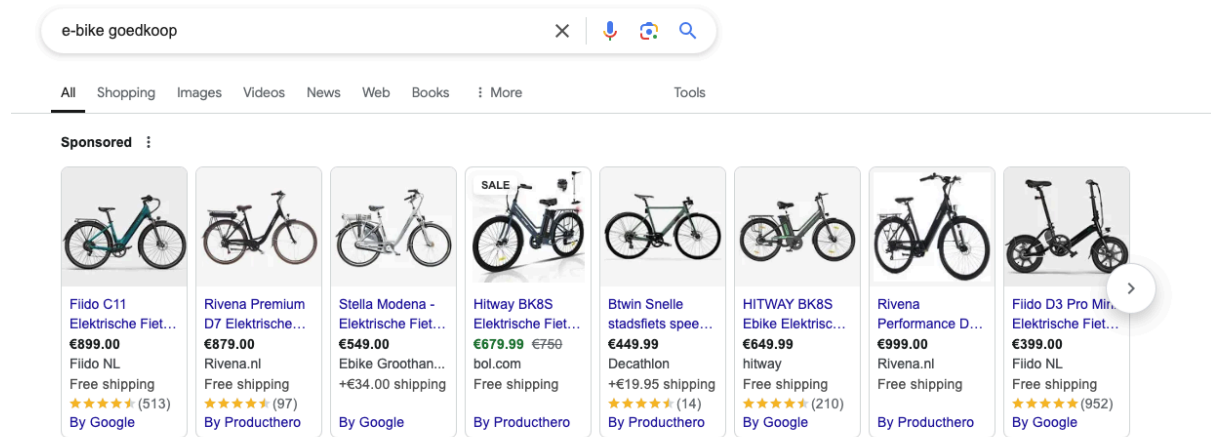 e-bike goedkoop
All Shopping Images Videos News Web Books More Tools
Sponsored
Fiido C11
Elektrische Fiet...
€899.00
Fiido NL
Free shipping
(513)
By Google
Rivena Premium
D7 Elektrische...
€879.00
Rivena.nl
Free shipping
(97)
By Producthero
Stella Modena -
Elektrische Fiet...
€549.00
Ebike Groothan...
+€34.00 shipping
By Google
SALE
Hitway BK8S
Elektrische Fiet...
€679.99 €750
bol.com
Free shipping
By Producthero
Btwin Snelle
stadsfiets spee...
€449.99
Decathlon
+€19.95 shipping
(14)
By Producthero
HITWAY BK8S
Ebike Elektrisc...
€649.99
hitway
Free shipping
(210)
By Google
Rivena
Performance D...
€999.00
Rivena.nl
Free shipping
By Producthero
Fiido D3 Pro Min
Elektrische Fiet...
€399.00
Fiido NL
Free shipping
(952)
By Google